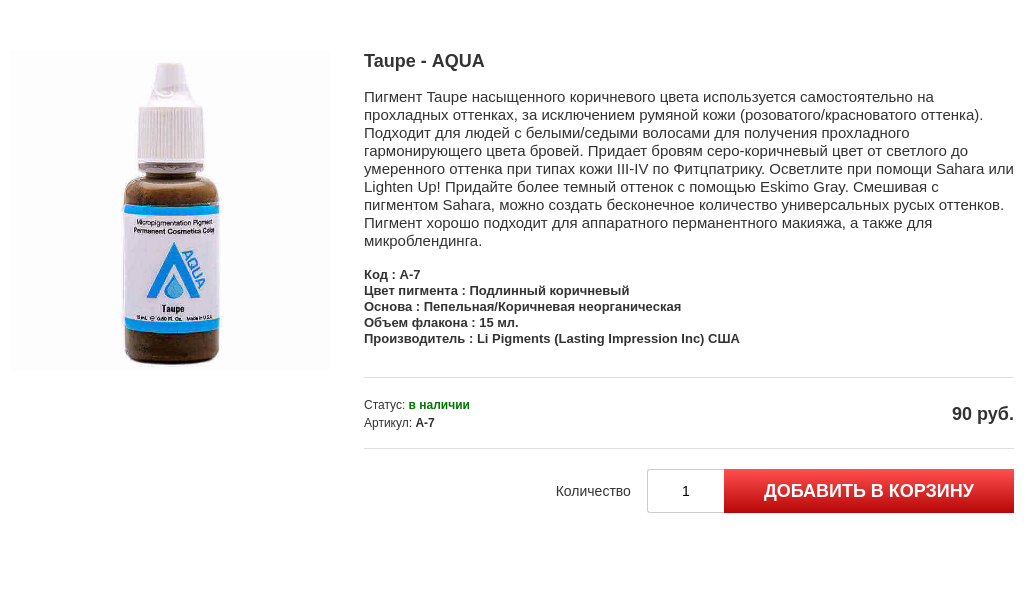 Taupe - AQUA
Пигмент Taupe насыщенного коричневого цвета используется самостоятельно на
прохладных оттенках, за исключением румяной кожи (розоватого/красноватого оттенка).
Подходит для людей с белыми/седыми волосами для получения прохладного
гармонирующего цвета бровей. Придает бровям серо-коричневый цвет от светлого до
умеренного оттенка при типах кожи III-IV по Фитцпатрику. Осветлите при помощи Sahara или
Lighten Up! Придайте более темный оттенок с помощью Eskimo Gray. Смешивая с
пигментом Sahara, можно создать бесконечное количество универсальных русых оттенков.
Пигмент хорошо подходит для аппаратного перманентного макияжа, а также для
микроблендинга.
Код : А-7
Цвет пигмента : Подлинный коричневый
Основа : Пепельная/Коричневая неорганическая
Объем флакона : 15 мл.
Производитель : Li Pigments (Lasting Impression Inc) США
Статус: в наличии
Артикул: А-7
90 руб.
Количество
1
ДОБАВИТЬ В КОРЗИНУ
Micropigmentation Pigment
Permanent Cosmetics Color
AQUA
Taupe
Made in U.S.A.